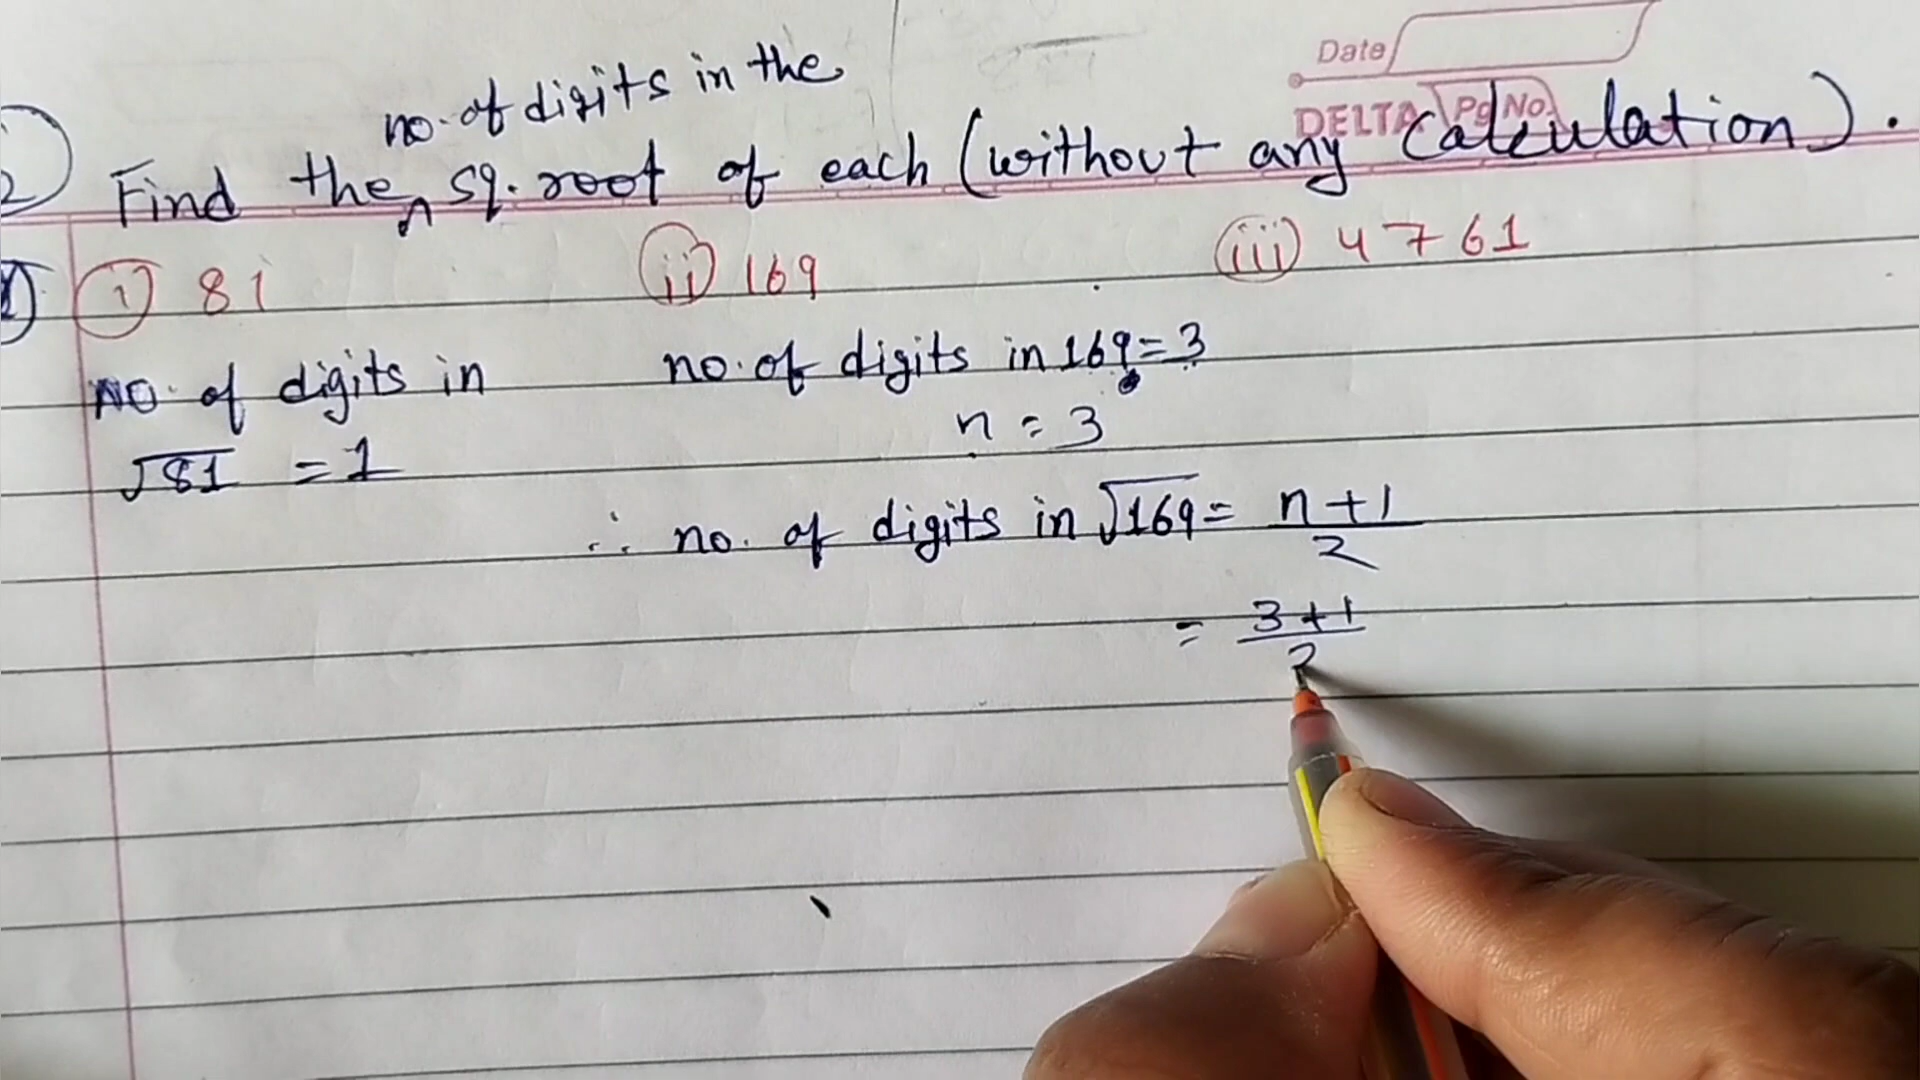 Date
DELTA Pg No.
no. of digits in the
Find the ^ sq. root of each (without any calculation).
i) 81 ii) 169 iii) 4761
NO. of digits in
√81 = 1
no. of digits in 169 = 3
n = 3
∴ no. of digits in √169 = n+1/2
= 3+1/2